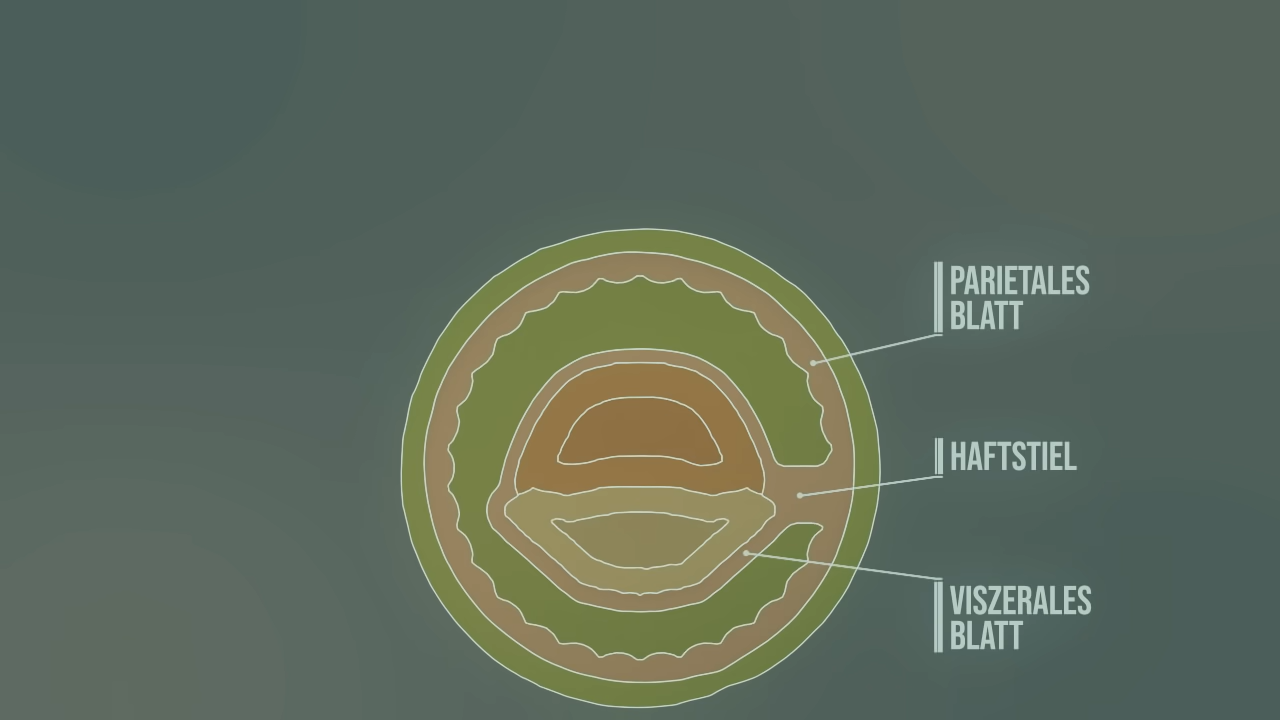 PARIETALES
BLATT
HAFTSTIEL
VISZERALES
BLATT